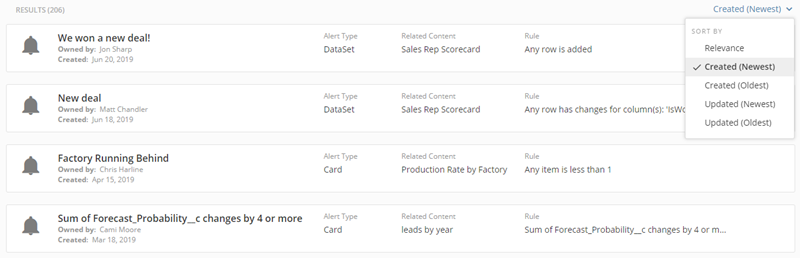 RESULTS (206)
Created (Newest)
SORT BY
Relevance
Created (Newest)
Created (Oldest)
Updated (Newest)
Updated (Oldest)
We won a new deal!
Owned by: Jon Sharp
Created: Jun 20, 2019
Alert Type
DataSet
Related Content
Sales Rep Scorecard
Rule
Any row is added
New deal
Owned by: Matt Chandler
Created: Jun 18, 2019
Alert Type
DataSet
Related Content
Sales Rep Scorecard
Rule
Any row has changes for column(s): 'IsWo
Factory Running Behind
Owned by: Chris Harline
Created: Apr 15, 2019
Alert Type
Card
Related Content
Production Rate by Factory
Rule
Any item is less than 1
Sum of Forecast_Probability__c changes by 4 or more
Owned by: Cami Moore
Created: Mar 18, 2019
Alert Type
Card
Related Content
leads by year
Rule
Sum of Forecast_Probability__c changes by 4 or m...